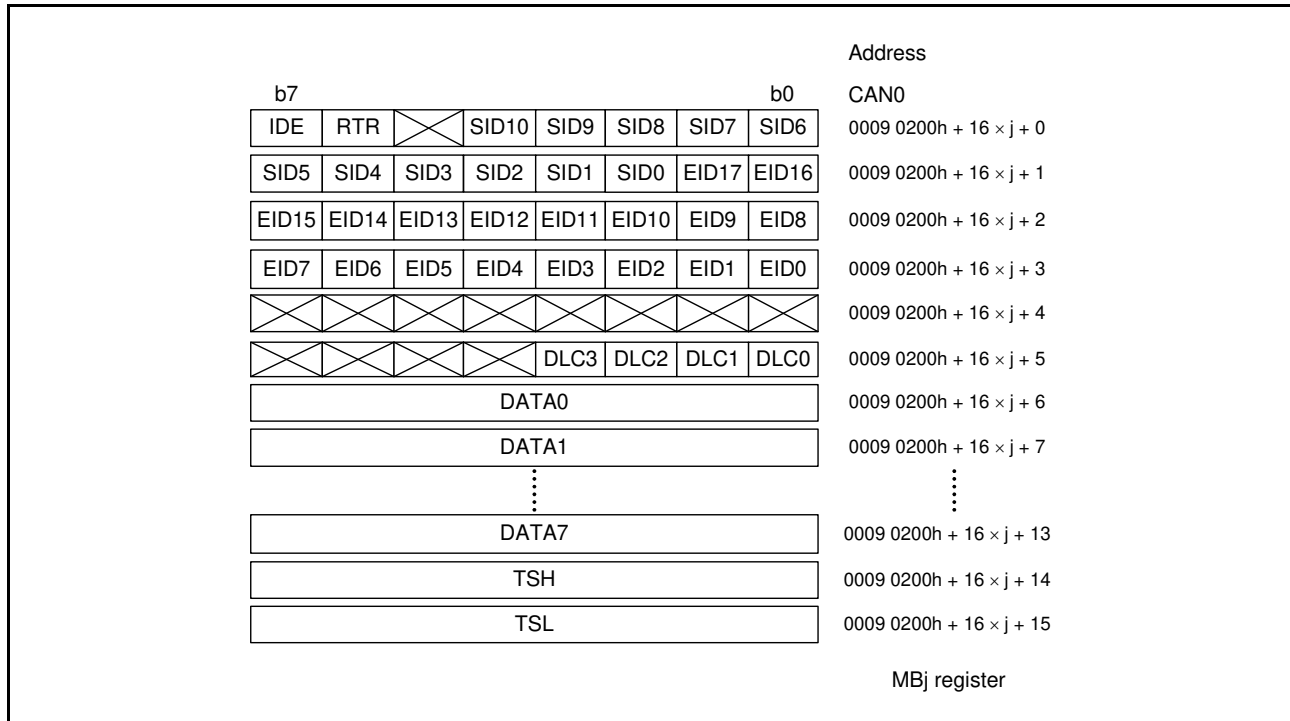 Address
b7 b0 CAN0
IDE RTR SID10 SID9 SID8 SID7 SID6 0009 0200h + 16 × j + 0
SID5 SID4 SID3 SID2 SID1 SID0 EID17 EID16 0009 0200h + 16 × j + 1
EID15 EID14 EID13 EID12 EID11 EID10 EID9 EID8 0009 0200h + 16 × j + 2
EID7 EID6 EID5 EID4 EID3 EID2 EID1 EID0 0009 0200h + 16 × j + 3
0009 0200h + 16 × j + 4
DLC3 DLC2 DLC1 DLC0 0009 0200h + 16 × j + 5
DATA0 0009 0200h + 16 × j + 6
DATA1 0009 0200h + 16 × j + 7
DATA7 0009 0200h + 16 × j + 13
TSH 0009 0200h + 16 × j + 14
TSL 0009 0200h + 16 × j + 15
MBj register